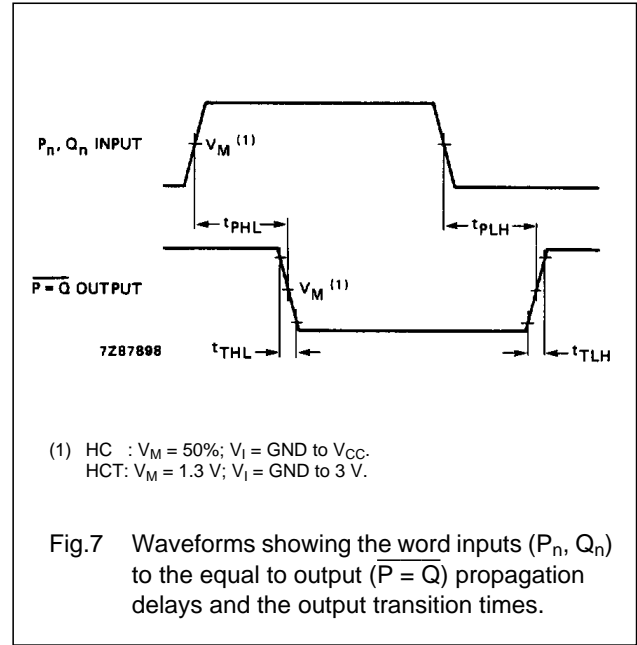 Pn, Qn INPUT
VM (1)
tPHL
tPLH
P = Q OUTPUT
VM (1)
7Z87898
tTHL
tTLH
(1) HC : VM = 50%; VI = GND to VCC.
HCT: VM = 1.3 V; VI = GND to 3 V.
Fig.7 Waveforms showing the word inputs (Pn, Qn)
to the equal to output (P = Q) propagation
delays and the output transition times.